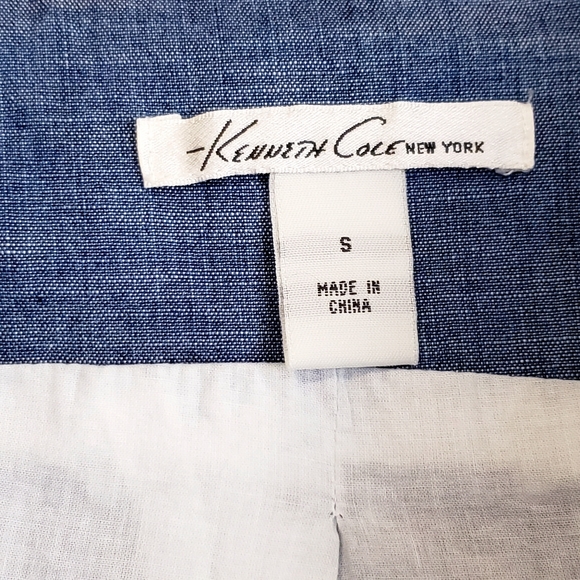 -KENNETH COLE NEW YORK
S
MADE IN
CHINA